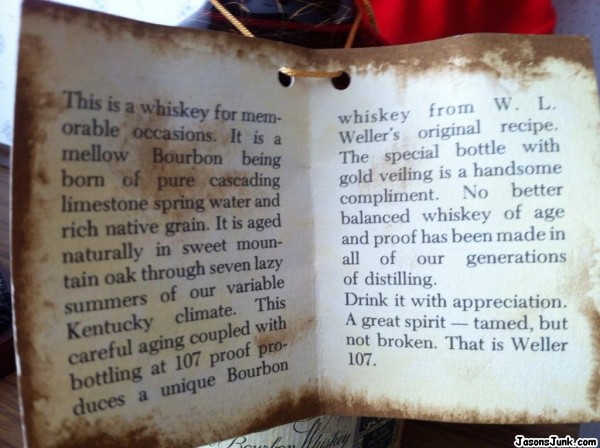 This is a whiskey for mem-
orable occasions. It is a
mellow Bourbon being
born of pure cascading
limestone spring water and
rich native grain. It is aged
naturally in sweet moun-
tain oak through seven lazy
summers of our variable
Kentucky climate. This
careful aging coupled with
bottling at 107 proof pro-
duces a unique Bourbon
whiskey from W. L.
Weller's original recipe.
The special bottle with
gold veiling is a handsome
compliment. No better
balanced whiskey of age
and proof has been made in
all of our generations
of distilling.
Drink it with appreciation.
A great spirit — tamed, but
not broken. That is Weller
107.
Bourbon Whiskey
JasonsJunk.com